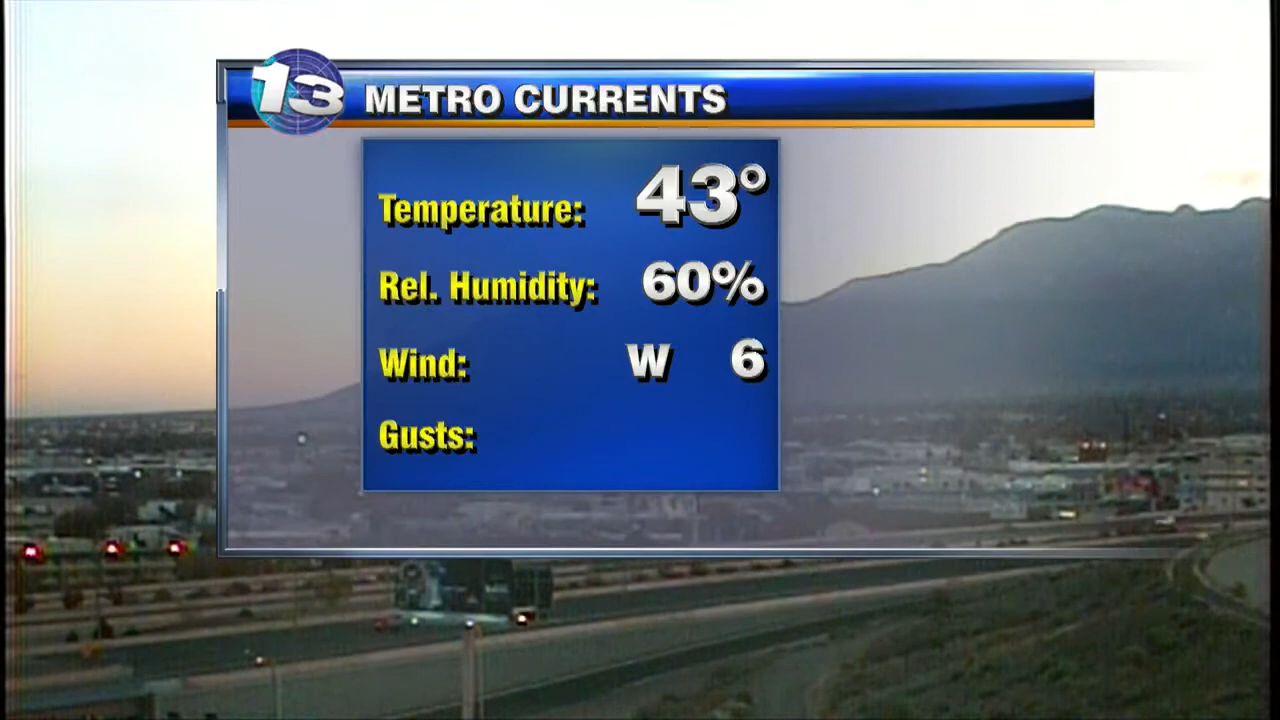 13 METRO CURRENTS
Temperature: 43°
Rel. Humidity: 60%
Wind: W 6
Gusts: